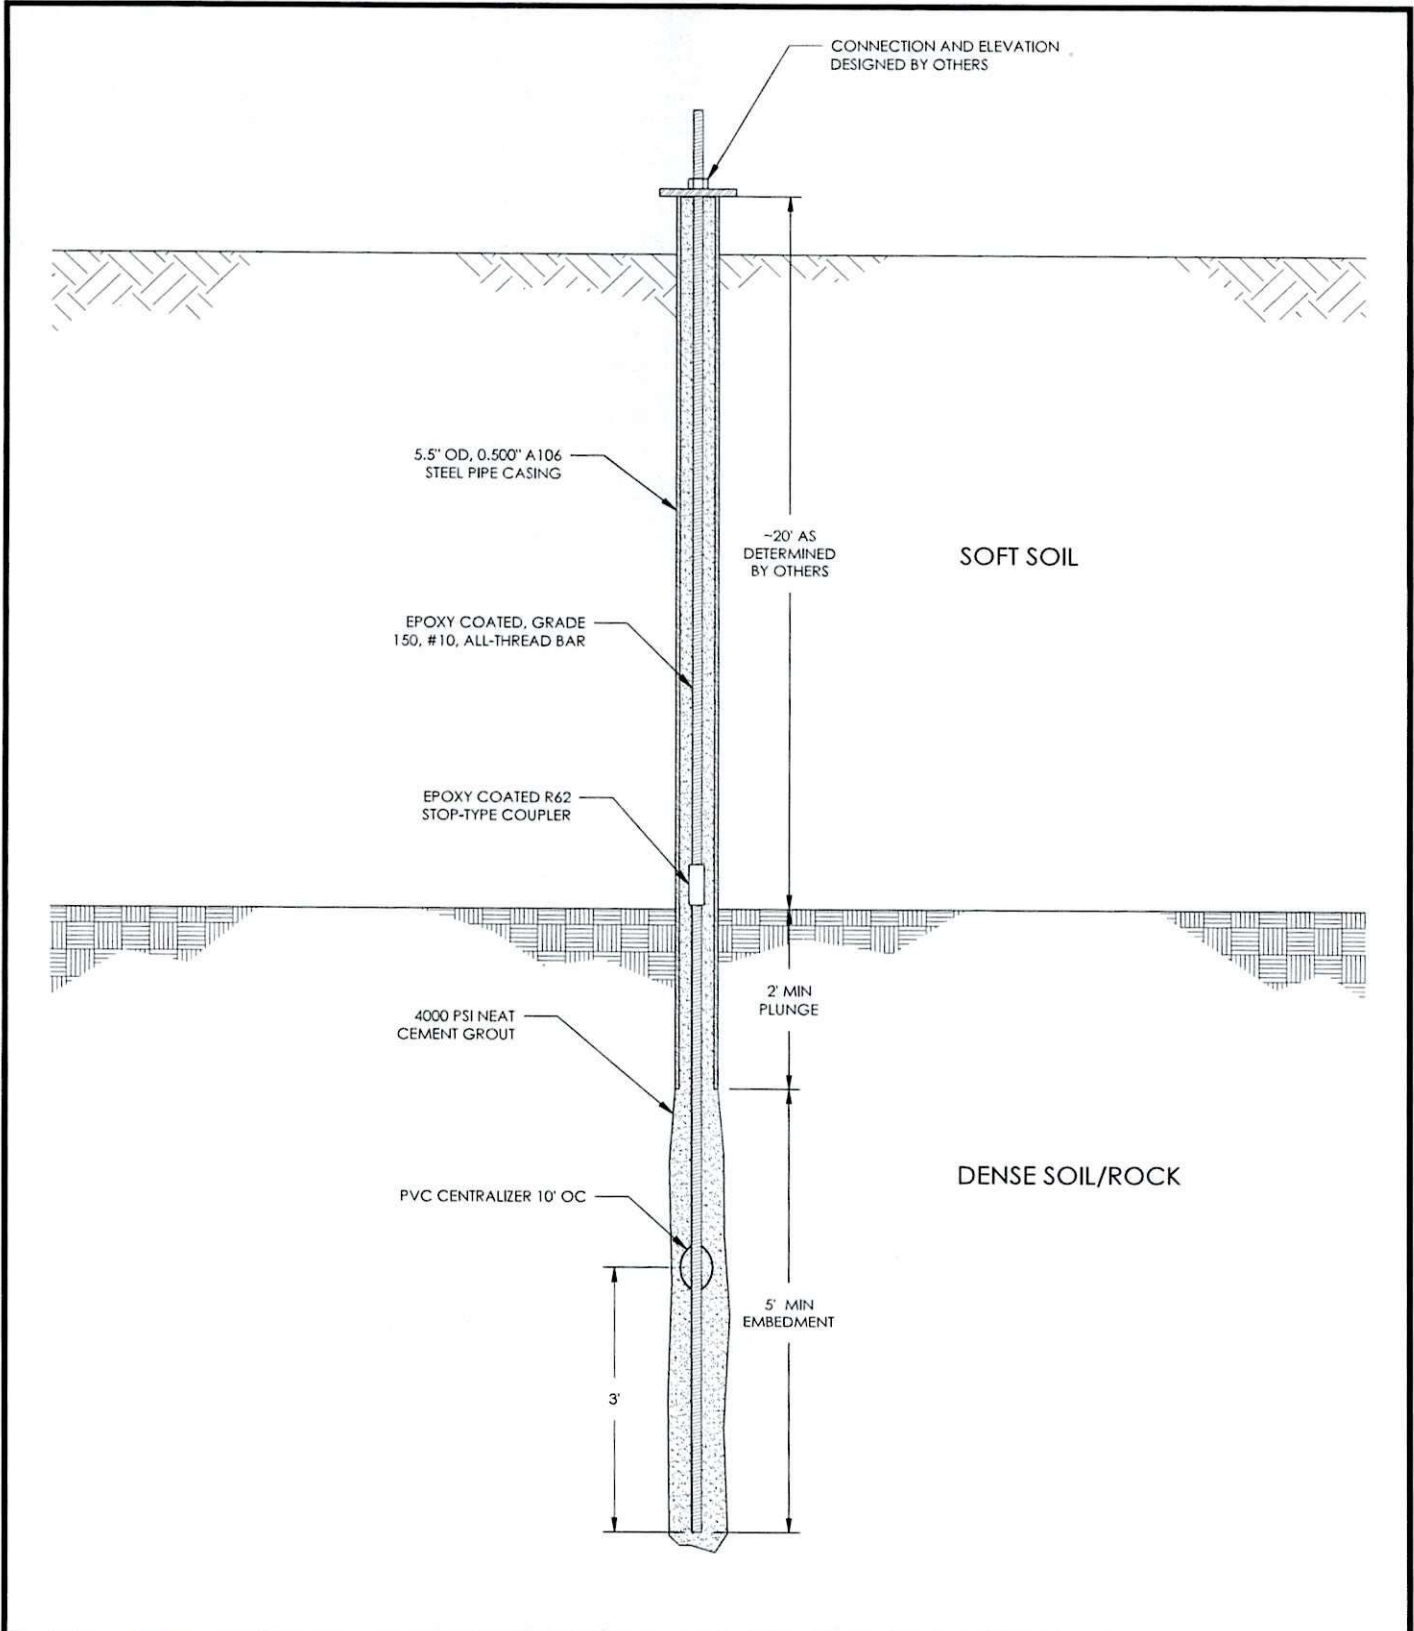 CONNECTION AND ELEVATION
DESIGNED BY OTHERS
5.5" OD, 0.500" A106
STEEL PIPE CASING
~20' AS
DETERMINED
BY OTHERS
SOFT SOIL
EPOXY COATED, GRADE
150, #10, ALL-THREAD BAR
EPOXY COATED R62
STOP-TYPE COUPLER
2' MIN
PLUNGE
4000 PSI NEAT
CEMENT GROUT
DENSE SOIL/ROCK
PVC CENTRALIZER 10' OC
5' MIN
EMBEDMENT
3'